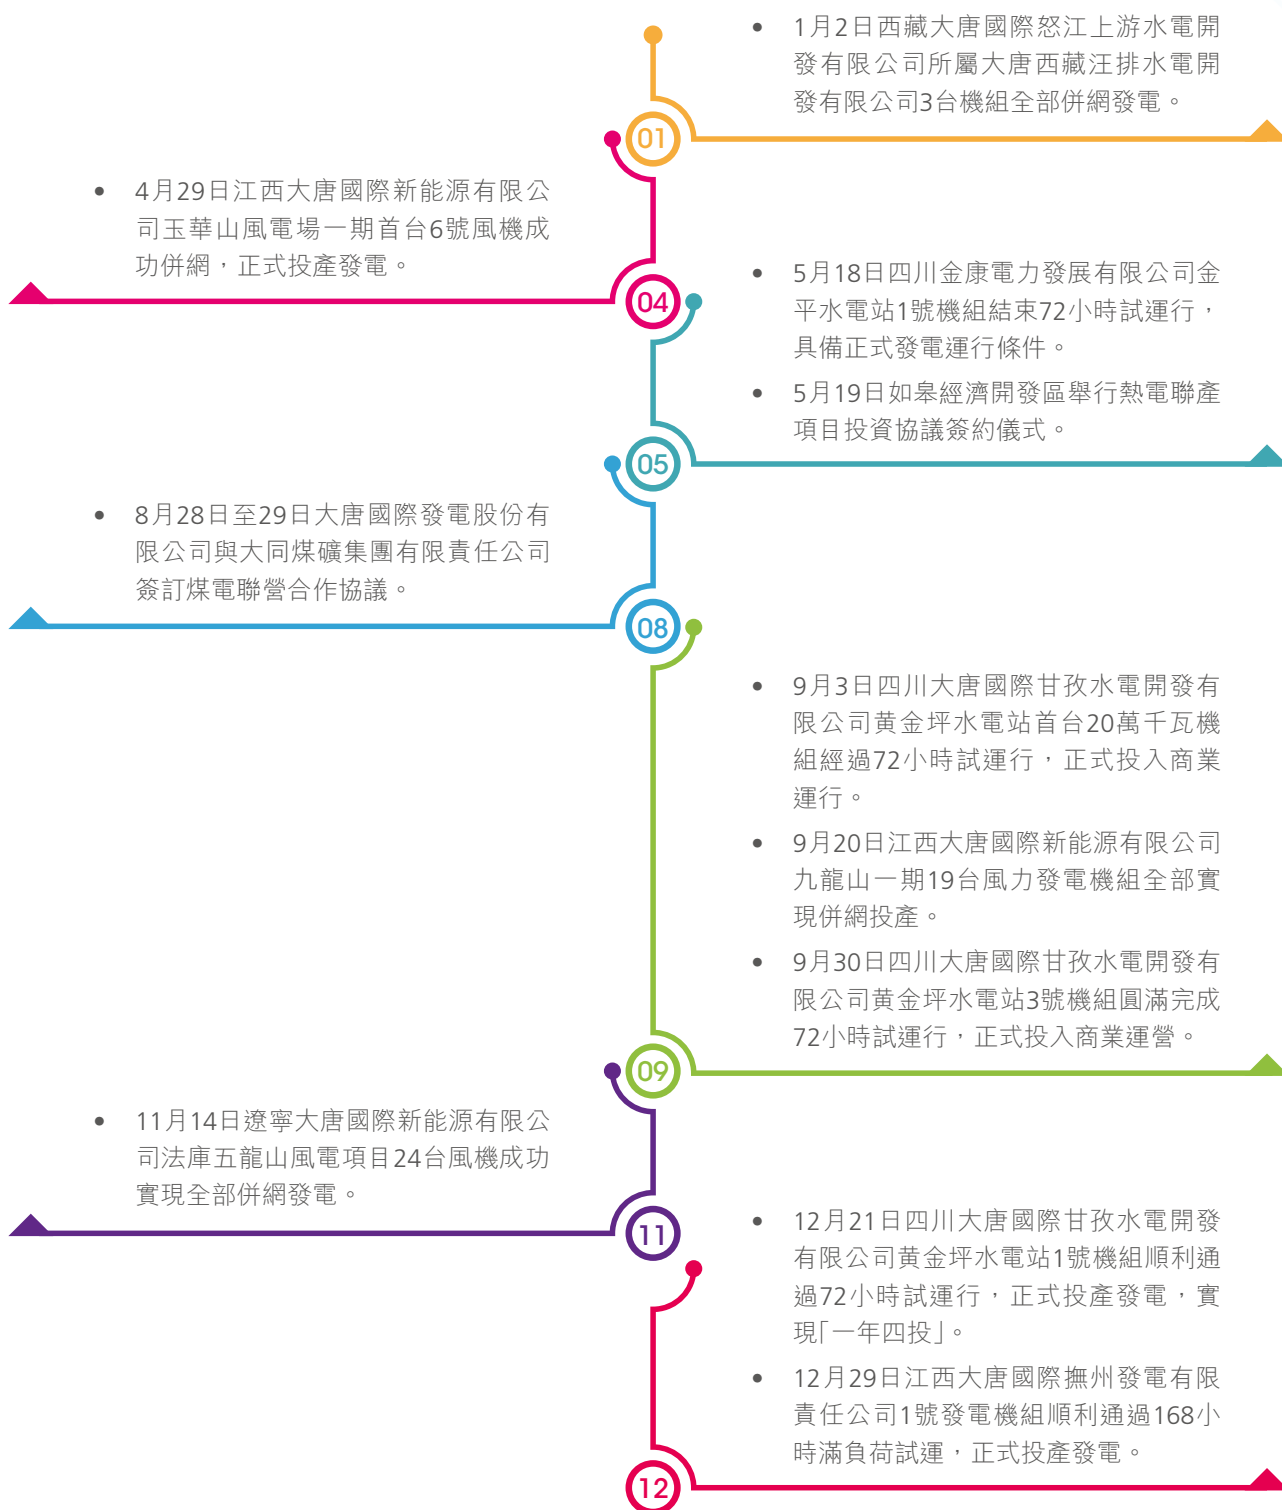 1月2日西藏大唐國際怒江上游水電開
發有限公司所屬大唐西藏汪排水電開
發有限公司3台機組全部併網發電。
01
4月29日江西大唐國際新能源有限公
司玉華山風電場一期首台6號風機成
功併網，正式投產發電。
04
5月18日四川金康電力發展有限公司金
平水電站1號機組結束72小時試運行，
具備正式發電運行條件。
5月19日如皋經濟開發區舉行熱電聯產
項目投資協議簽約儀式。
05
8月28日至29日大唐國際發電股份有
限公司與大同煤礦集團有限責任公司
簽訂煤電聯營合作協議。
08
9月3日四川大唐國際甘孜水電開發有
限公司黃金坪水電站首台20萬千瓦機
組經過72小時試運行，正式投入商業
運行。
9月20日江西大唐國際新能源有限公司
九龍山一期19台風力發電機組全部實
現併網投產。
9月30日四川大唐國際甘孜水電開發有
限公司黃金坪水電站3號機組圓滿完成
72小時試運行，正式投入商業運營。
09
11月14日遼寧大唐國際新能源有限公
司法庫五龍山風電項目24台風機成功
實現全部併網發電。
11
12月21日四川大唐國際甘孜水電開發
有限公司黃金坪水電站1號機組順利通
過72小時試運行，正式投產發電，實
現「一年四投」。
12月29日江西大唐國際撫州發電有限
責任公司1號發電機組順利通過168小
時滿負荷試運，正式投產發電。
12